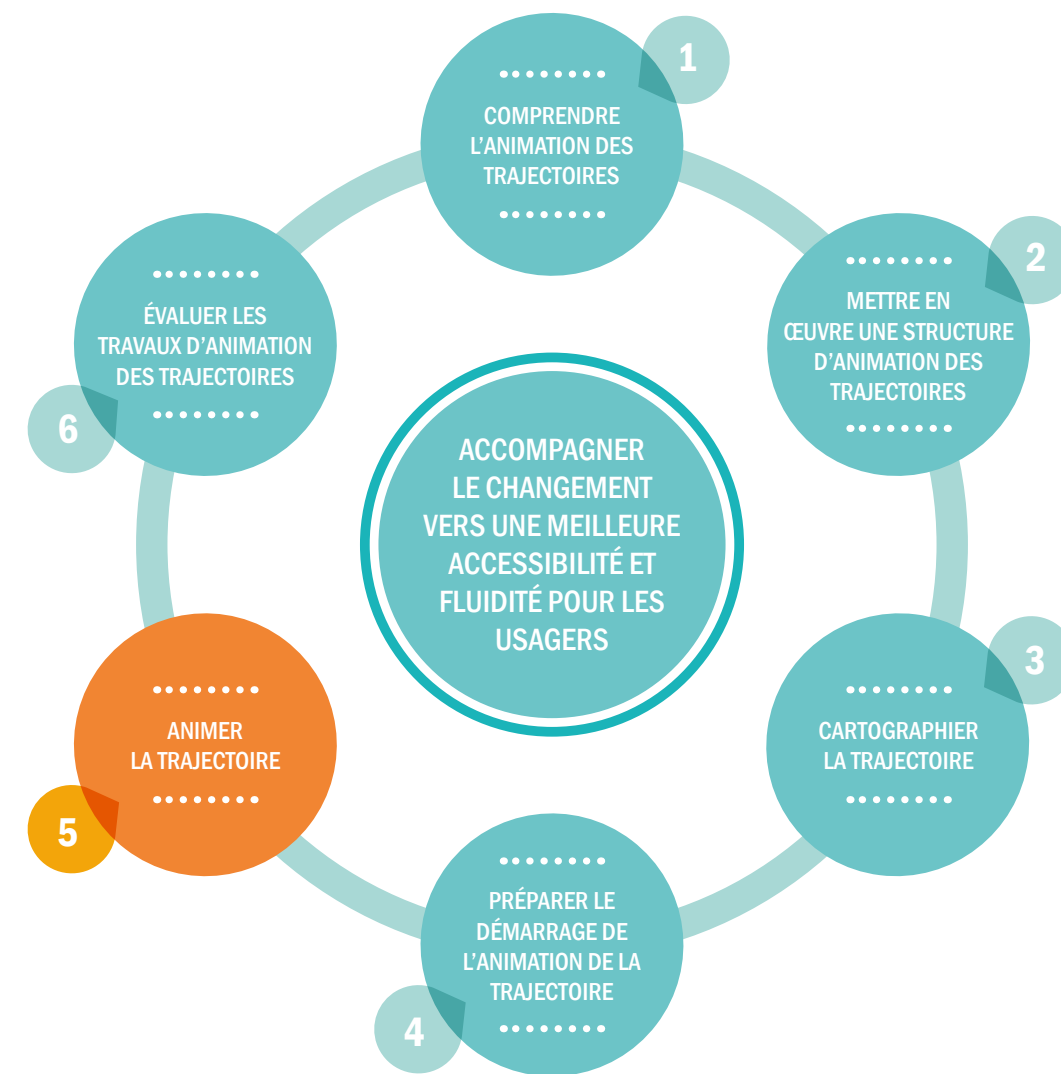 1
COMPRENDRE
L'ANIMATION DES
TRAJECTOIRES
2
METTRE EN
ŒUVRE UNE STRUCTURE
D'ANIMATION DES
TRAJECTOIRES
3
CARTOGRAPHIER
LA TRAJECTOIRE
4
PRÉPARER LE
DÉMARRAGE DE
L'ANIMATION DE LA
TRAJECTOIRE
5
ANIMER
LA TRAJECTOIRE
6
ÉVALUER LES
TRAVAUX D'ANIMATION
DES TRAJECTOIRES
ACCOMPAGNER
LE CHANGEMENT
VERS UNE MEILLEURE
ACCESSIBILITÉ ET
FLUIDITÉ POUR LES
USAGERS